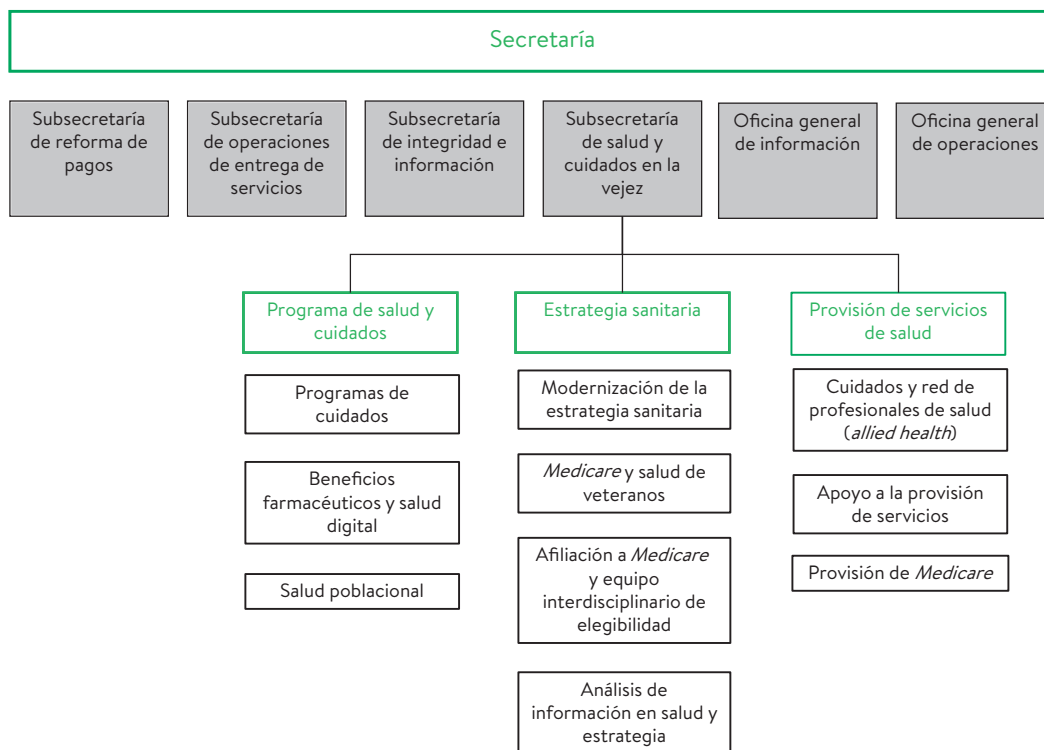 Secretaría
Subsecretaría
de reforma de
pagos
Subsecretaría
de operaciones
de entrega de
servicios
Subsecretaría
de integridad e
información
Subsecretaría
de salud y
cuidados en la
vejez
Oficina general
de información
Oficina general
de operaciones
Programa de salud y
cuidados
Estrategia sanitaria
Provisión de servicios
de salud
Programas de
cuidados
Beneficios
farmacéuticos y salud
digital
Salud poblacional
Modernización de la
estrategia sanitaria
Medicare y salud de
veteranos
Afiliación a Medicare
y equipo
interdisciplinario de
elegibilidad
Análisis de
información en salud y
estrategia
Cuidados y red de
profesionales de salud
(allied health)
Apoyo a la provisión
de servicios
Provisión de Medicare